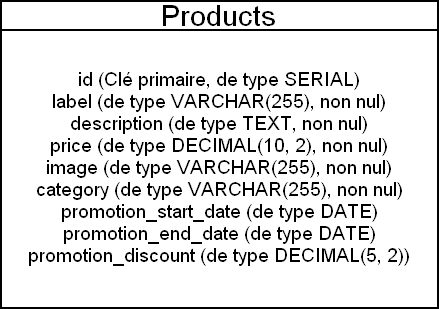 Products
id (Clé primaire, de type SERIAL)
label (de type VARCHAR(255), non nul)
description (de type TEXT, non nul)
price (de type DECIMAL(10, 2), non nul)
image (de type VARCHAR(255), non nul)
category (de type VARCHAR(255), non nul)
promotion_start_date (de type DATE)
promotion_end_date (de type DATE)
promotion_discount (de type DECIMAL(5, 2))